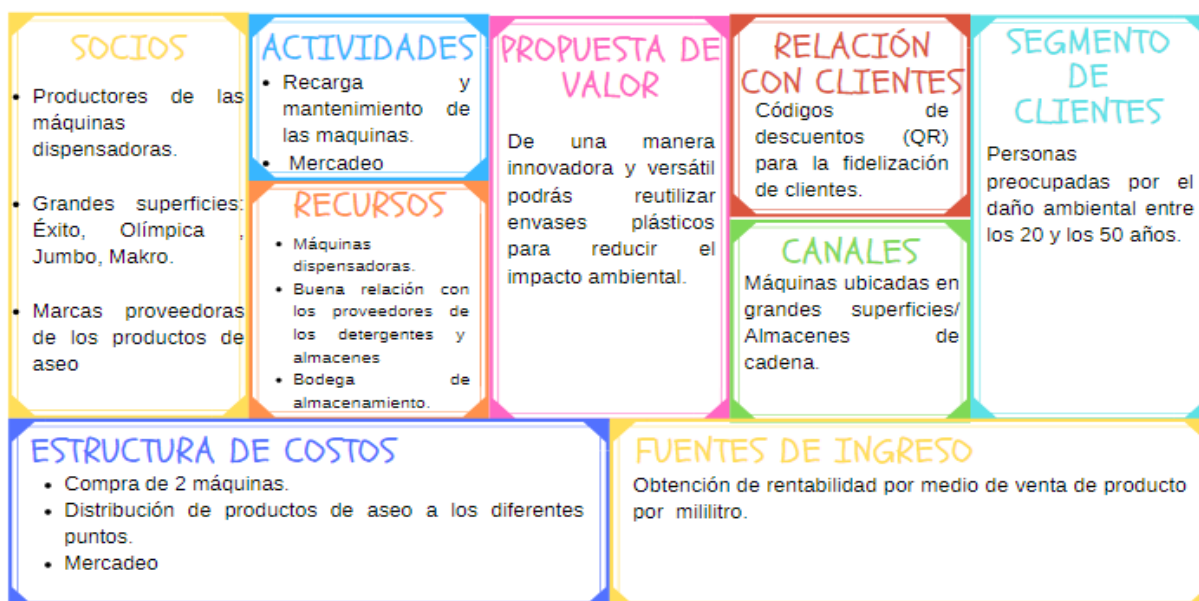 SOCIOS
• Productores de las
máquinas
dispensadoras.
• Grandes superficies:
Éxito, Olímpica ,
Jumbo, Makro.
• Marcas proveedoras
de los productos de
aseo
ACTIVIDADES
• Recarga y
mantenimiento de
las maquinas.
• Mercadeo
RECURSOS
• Máquinas
dispensadoras.
• Buena relación con
los proveedores de
los detergentes y
almacenes
• Bodega de
almacenamiento.
PROPUESTA DE
VALOR
De una manera
innovadora y versátil
podrás reutilizar
envases plásticos
para reducir el
impacto ambiental.
RELACIÓN
CON CLIENTES
Códigos de
descuentos (QR)
para la fidelización
de clientes.
CANALES
Máquinas ubicadas en
grandes superficies/
Almacenes de
cadena.
SEGMENTO
DE
CLIENTES
Personas
preocupadas por el
daño ambiental entre
los 20 y los 50 años.
ESTRUCTURA DE COSTOS
• Compra de 2 máquinas.
• Distribución de productos de aseo a los diferentes
puntos.
• Mercadeo
FUENTES DE INGRESO
Obtención de rentabilidad por medio de venta de producto
por mililitro.